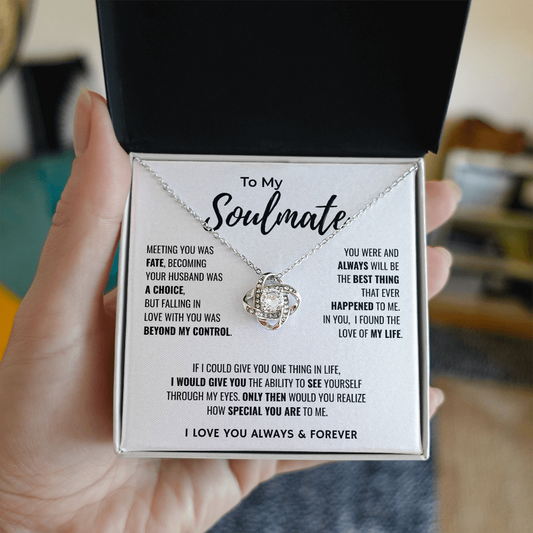 To My
Soulmate
MEETING YOU WAS
FATE, BECOMING
YOUR HUSBAND WAS
A CHOICE,
BUT FALLING IN
LOVE WITH YOU WAS
BEYOND MY CONTROL.
YOU WERE AND
ALWAYS WILL BE
THE BEST THING
THAT EVER
HAPPENED TO ME.
IN YOU, I FOUND THE
LOVE OF MY LIFE.
IF I COULD GIVE YOU ONE THING IN LIFE,
I WOULD GIVE YOU THE ABILITY TO SEE YOURSELF
THROUGH MY EYES. ONLY THEN WOULD YOU REALIZE
HOW SPECIAL YOU ARE TO ME.
I LOVE YOU ALWAYS & FOREVER